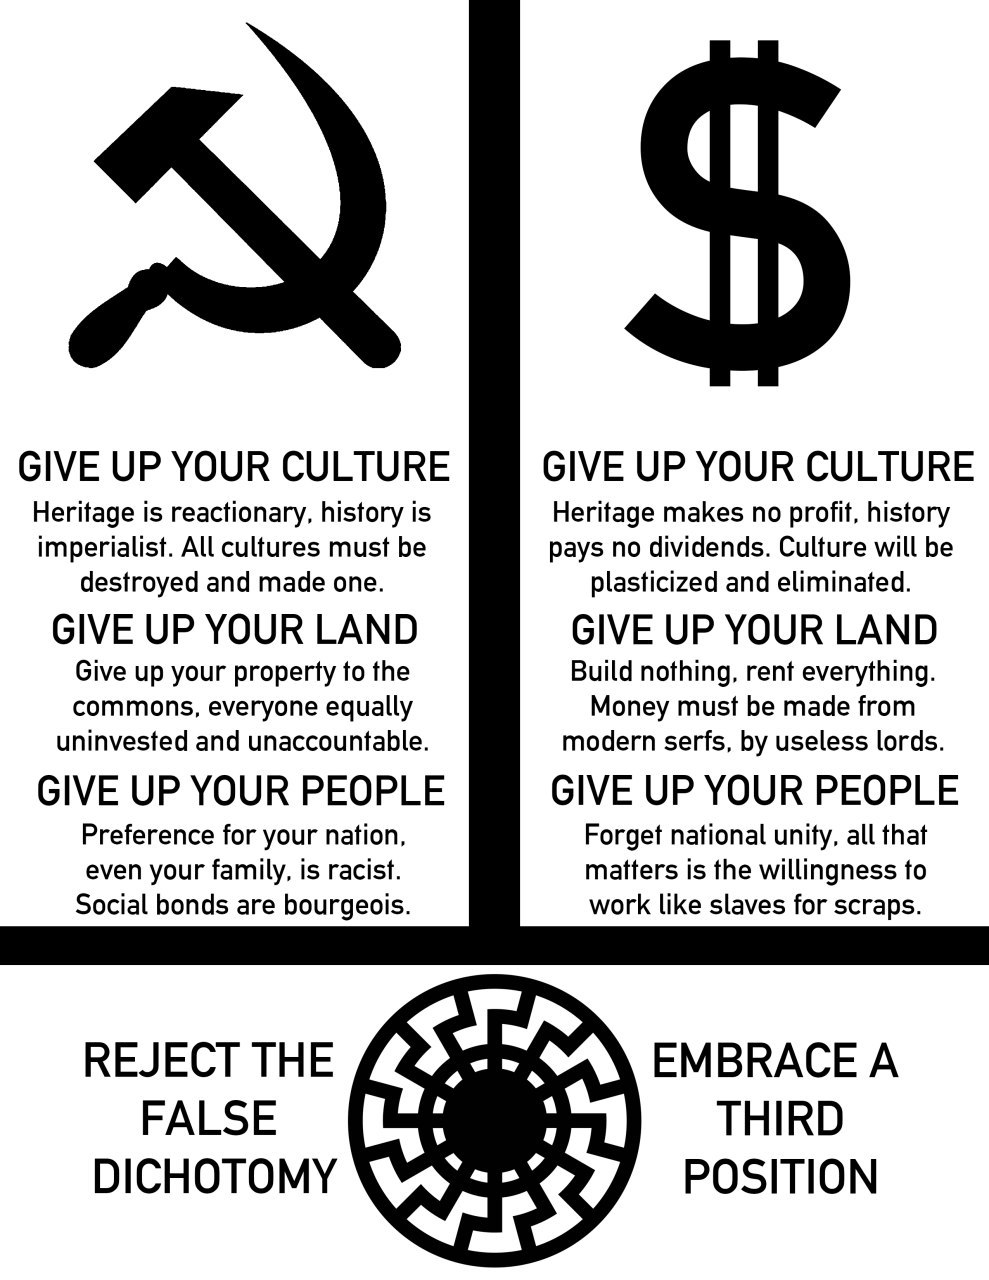 GIVE UP YOUR CULTURE
Heritage is reactionary, history is
imperialist. All cultures must be
destroyed and made one.
GIVE UP YOUR LAND
Give up your property to the
commons, everyone equally
uninvested and unaccountable.
GIVE UP YOUR PEOPLE
Preference for your nation,
even your family, is racist.
Social bonds are bourgeois.
GIVE UP YOUR CULTURE
Heritage makes no profit, history
pays no dividends. Culture will be
plasticized and eliminated.
GIVE UP YOUR LAND
Build nothing, rent everything.
Money must be made from
modern serfs, by useless lords.
GIVE UP YOUR PEOPLE
Forget national unity, all that
matters is the willingness to
work like slaves for scraps.
REJECT THE
FALSE
DICHOTOMY
EMBRACE A
THIRD
POSITION